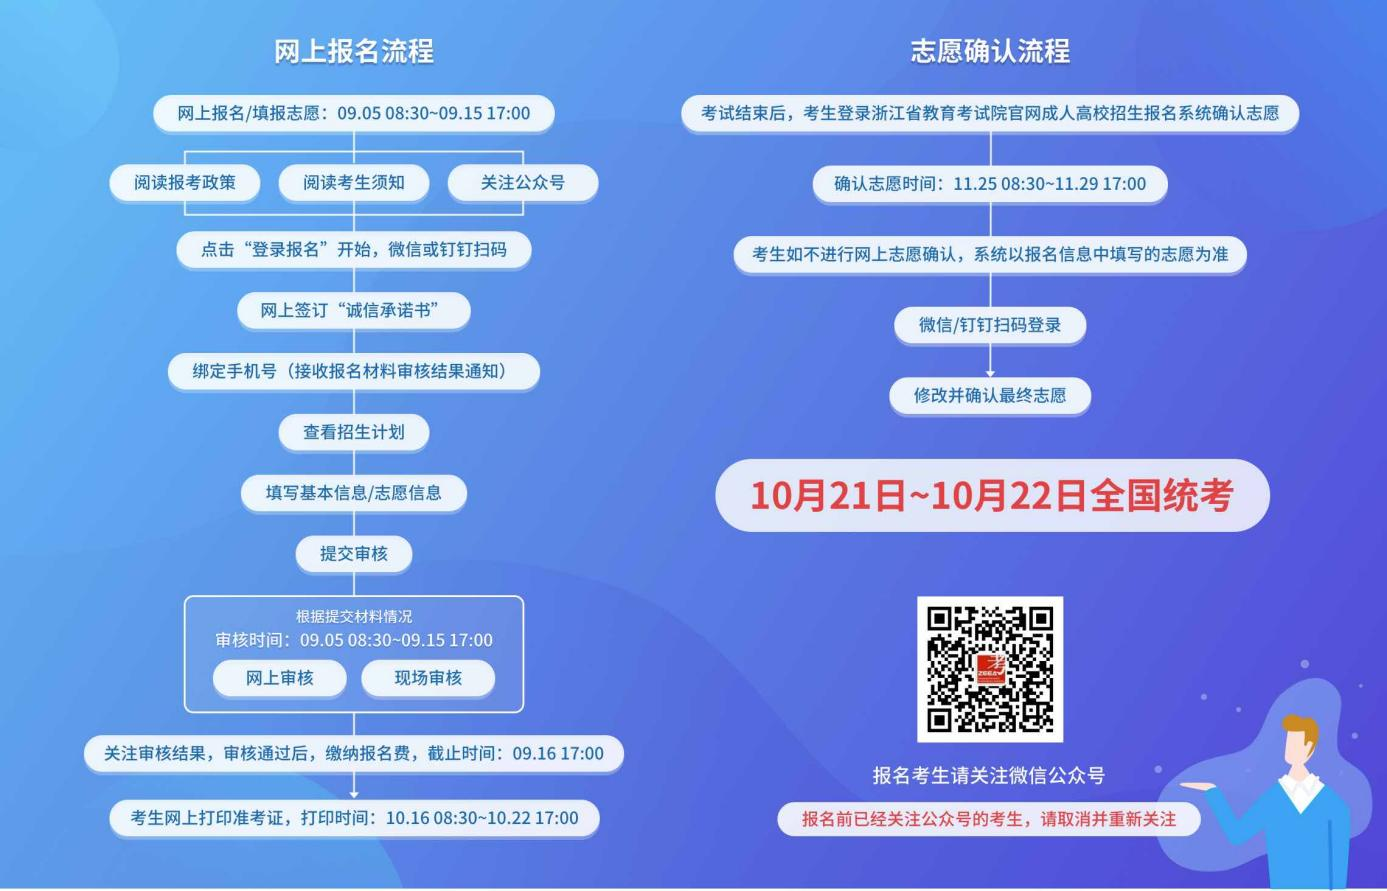 网上报名流程
网上报名/填报志愿：09.05 08:30~09.15 17:00
阅读报考政策
阅读考生须知
关注公众号
点击“登录报名”开始，微信或钉钉扫码
网上签订“诚信承诺书”
绑定手机号（接收报名材料审核结果通知）
查看招生计划
填写基本信息/志愿信息
提交审核
根据提交材料情况
审核时间：09.05 08:30~09.15 17:00
网上审核
现场审核
关注审核结果，审核通过后，缴纳报名费，截止时间：09.16 17:00
考生网上打印准考证，打印时间：10.16 08:30~10.22 17:00
志愿确认流程
考试结束后，考生登录浙江省教育考试院官网成人高校招生报名系统确认志愿
确认志愿时间：11.25 08:30~11.29 17:00
考生如不进行网上志愿确认，系统以报名信息中填写的志愿为准
微信/钉钉扫码登录
修改并确认最终志愿
10月21日~10月22日全国统考
考
ZEEA
报名考生请关注微信公众号
报名前已经关注公众号的考生，请取消并重新关注